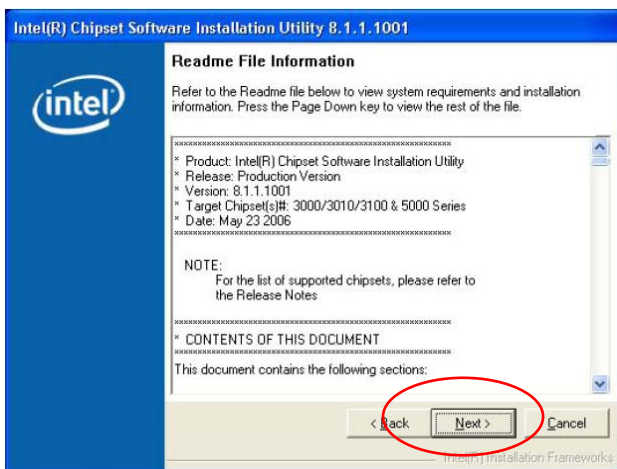 Intel(R) Chipset Software Installation Utility 8.1.1.1001
intel
Readme File Information
Refer to the Readme file below to view system requirements and installation
information. Press the Page Down key to view the rest of the file.
************************************************************
* Product: Intel(R) Chipset Software Installation Utility
* Release: Production Version
* Version: 8.1.1.1001
* Target Chipset(s)#: 3000/3010/3100 & 5000 Series
* Date: May 23 2006
************************************************************
NOTE:
For the list of supported chipsets, please refer to
the Release Notes
************************************************************
* CONTENTS OF THIS DOCUMENT
************************************************************
This document contains the following sections:
< Back
Next >
Cancel
Intel(R) Installation Frameworks